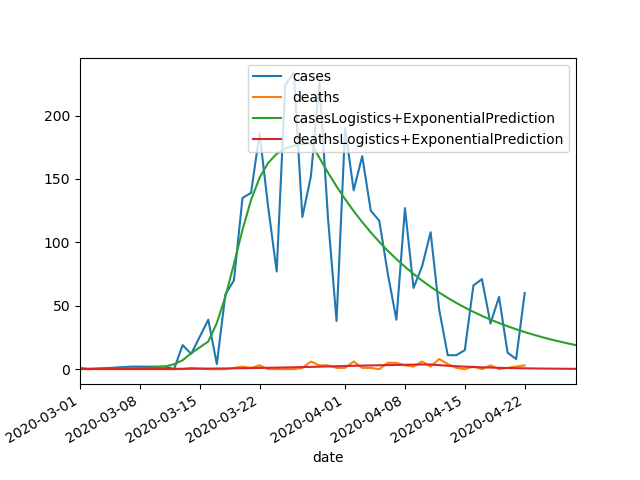 cases
deaths
casesLogistics+ExponentialPrediction
deathsLogistics+ExponentialPrediction
200
150
100
50
0
2020-03-01
2020-03-08
2020-03-15
2020-03-22
2020-04-01
2020-04-08
2020-04-15
2020-04-22
date